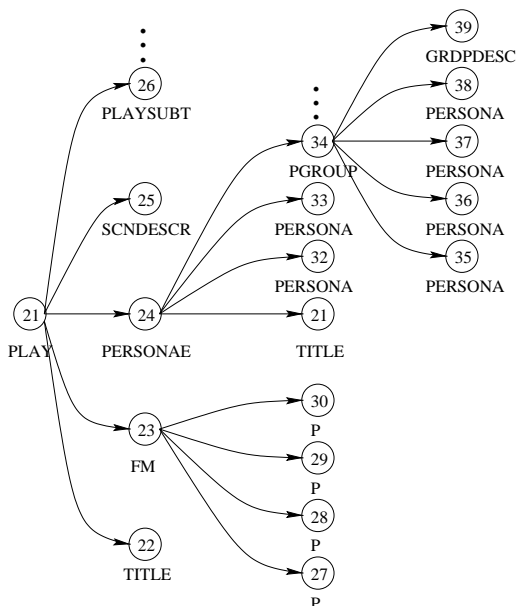 39
GRDPDESC
26
38
PLAYSUBT
PERSONA
34
37
PGROUP
PERSONA
25
33
36
SCNDESCR
PERSONA
PERSONA
32
35
PERSONA
PERSONA
21
24
21
PLAY
PERSONAE
TITLE
30
P
23
29
FM
P
28
P
22
27
TITLE
P